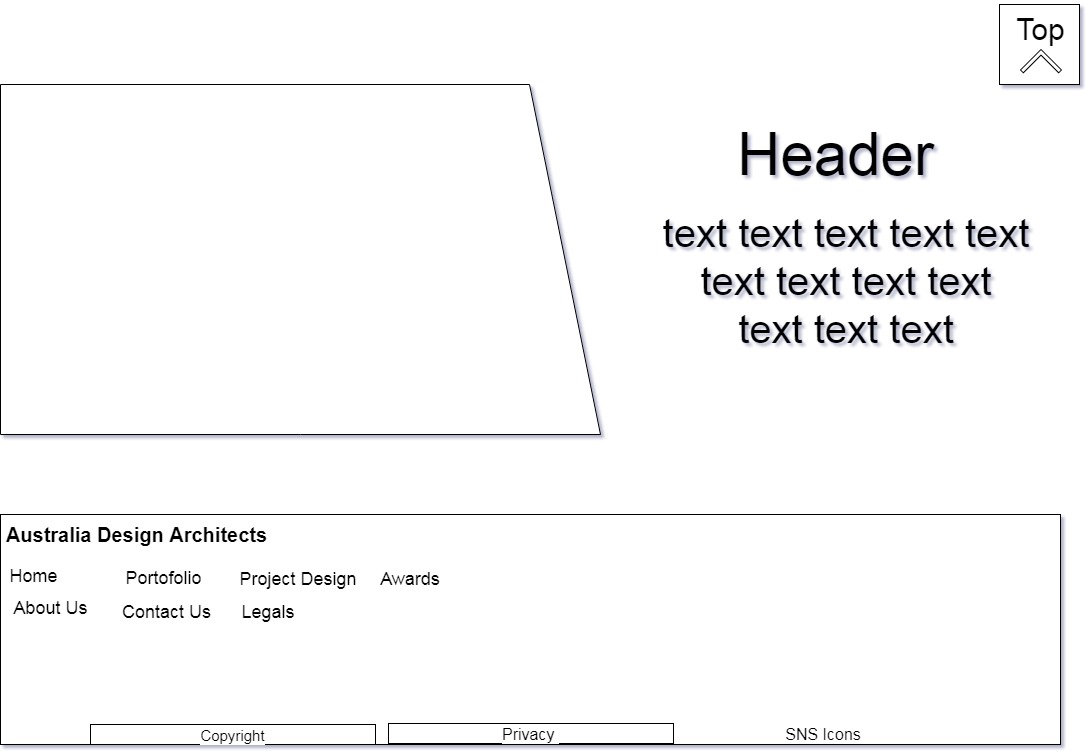 Top
Header
text text text text text
text text text text
text text text
Australia Design Architects
Home Portofolio Project Design Awards
About Us Contact Us Legals
Copyright Privacy SNS Icons